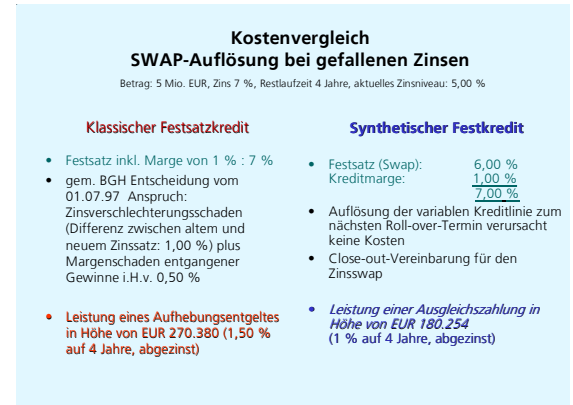 Kostenvergleich
SWAP-Auflösung bei gefallenen Zinsen
Betrag: 5 Mio. EUR, Zins 7 %, Restlaufzeit 4 Jahre, aktuelles Zinsniveau: 5,00 %
Klassischer Festsatzkredit
• Festsatz inkl. Marge von 1 % : 7 %
• gem. BGH Entscheidung vom
01.07.97 Anspruch:
Zinsverschlechterungsschaden
(Differenz zwischen altem und
neuem Zinssatz: 1,00 %) plus
Margenschaden entgangener
Gewinne i.H.v. 0,50 %
• Leistung eines Aufhebungsentgeltes
in Höhe von EUR 270.380 (1,50 %
auf 4 Jahre, abgezinst)
Synthetischer Festkredit
• Festsatz (Swap): 6,00 %
Kreditmarge: 1,00 %
7,00 %
• Auflösung der variablen Kreditlinie zum
nächsten Roll-over-Termin verursacht
keine Kosten
• Close-out-Vereinbarung für den
Zinsswap
• Leistung einer Ausgleichszahlung in
Höhe von EUR 180.254
(1 % auf 4 Jahre, abgezinst)